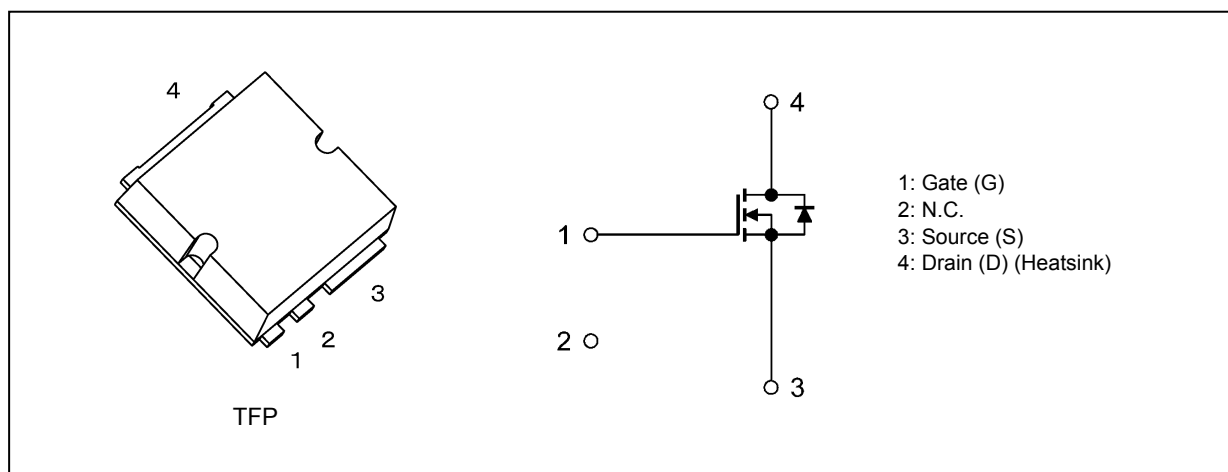 4
3
2
1
TFP
4
1
2
3
1: Gate (G)
2: N.C.
3: Source (S)
4: Drain (D) (Heatsink)